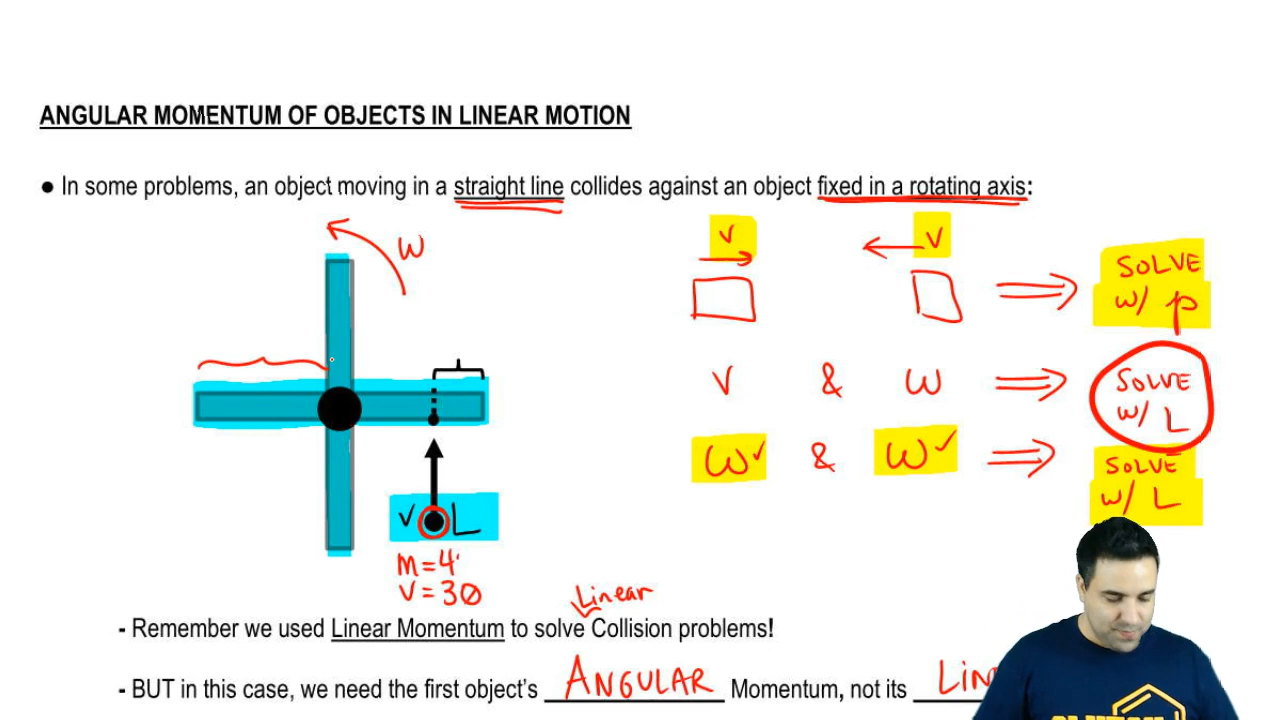 ANGULAR MOMENTUM OF OBJECTS IN LINEAR MOTION
● In some problems, an object moving in a straight line collides against an object fixed in a rotating axis:
ω
v v
SOLVE
w/ p
v & ω
SOLVE
w/ L
ω✓ & ω✓
SOLVE
w/ L
v L
M=4
V=30
Linear
- Remember we used Linear Momentum to solve Collision problems!
- BUT in this case, we need the first object's ANGULAR Momentum, not its